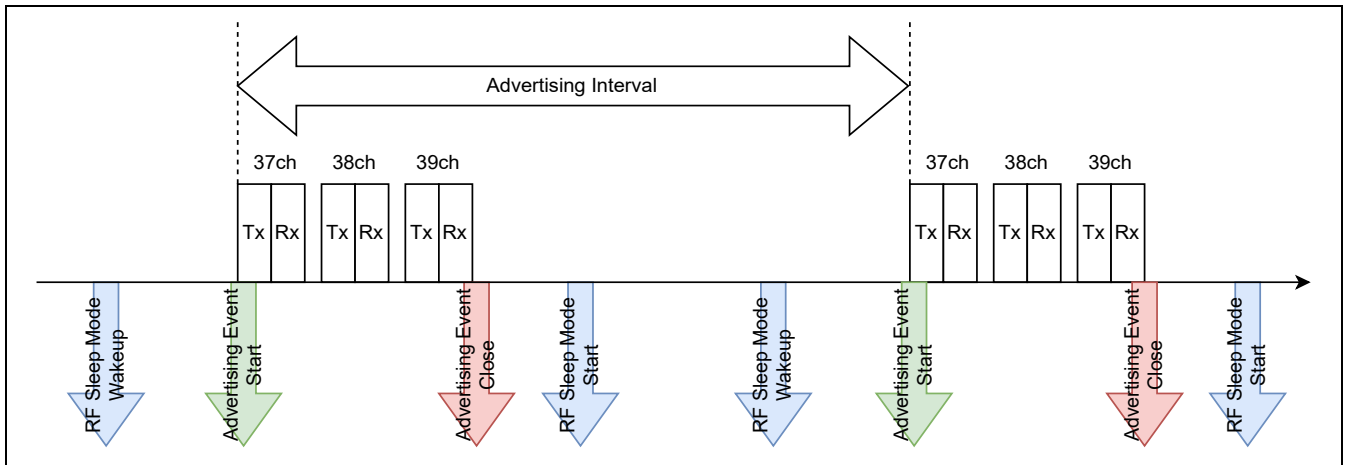 Advertising Interval
37ch 38ch 39ch 37ch 38ch 39ch
Tx Rx Tx Rx Tx Rx Tx Rx Tx Rx Tx Rx
RF Sleep Mode
Wakeup
Advertising Event
Start
Advertising Event
Close
RF Sleep Mode
Start
RF Sleep Mode
Wakeup
Advertising Event
Start
Advertising Event
Close
RF Sleep Mode
Start